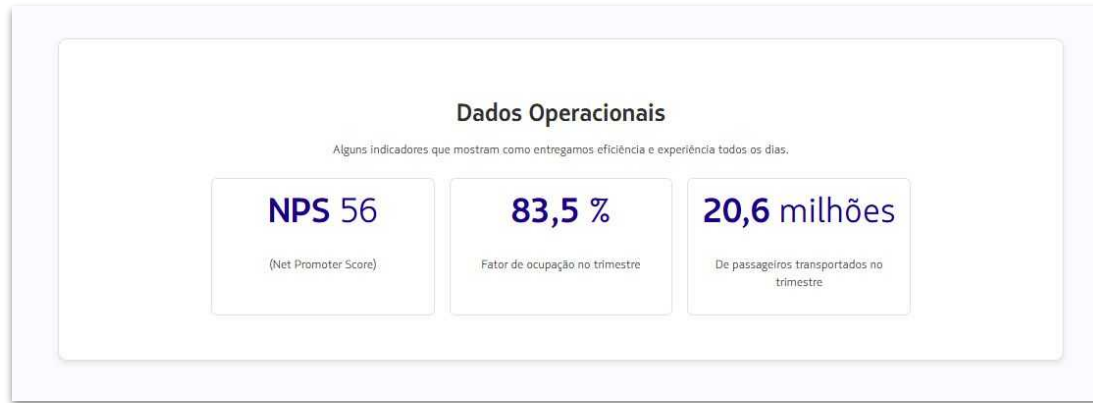 Dados Operacionais
Alguns indicadores que mostram como entregamos eficiência e experiência todos os dias.
NPS 56
(Net Promoter Score)
83,5 %
Fator de ocupação no trimestre
20,6 milhões
De passageiros transportados no
trimestre